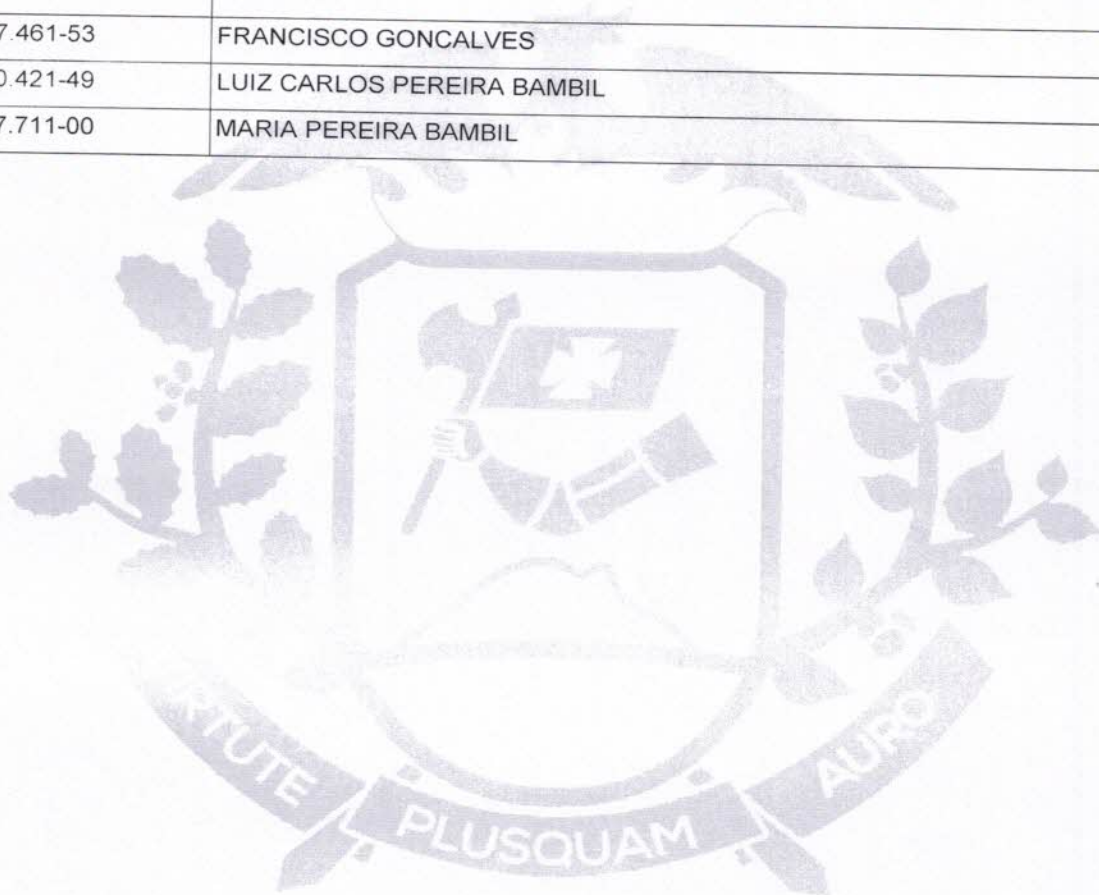 7.461-53 FRANCISCO GONCALVES
0.421-49 LUIZ CARLOS PEREIRA BAMBIL
7.711-00 MARIA PEREIRA BAMBIL
RTUTE PLUSQUAM AURO